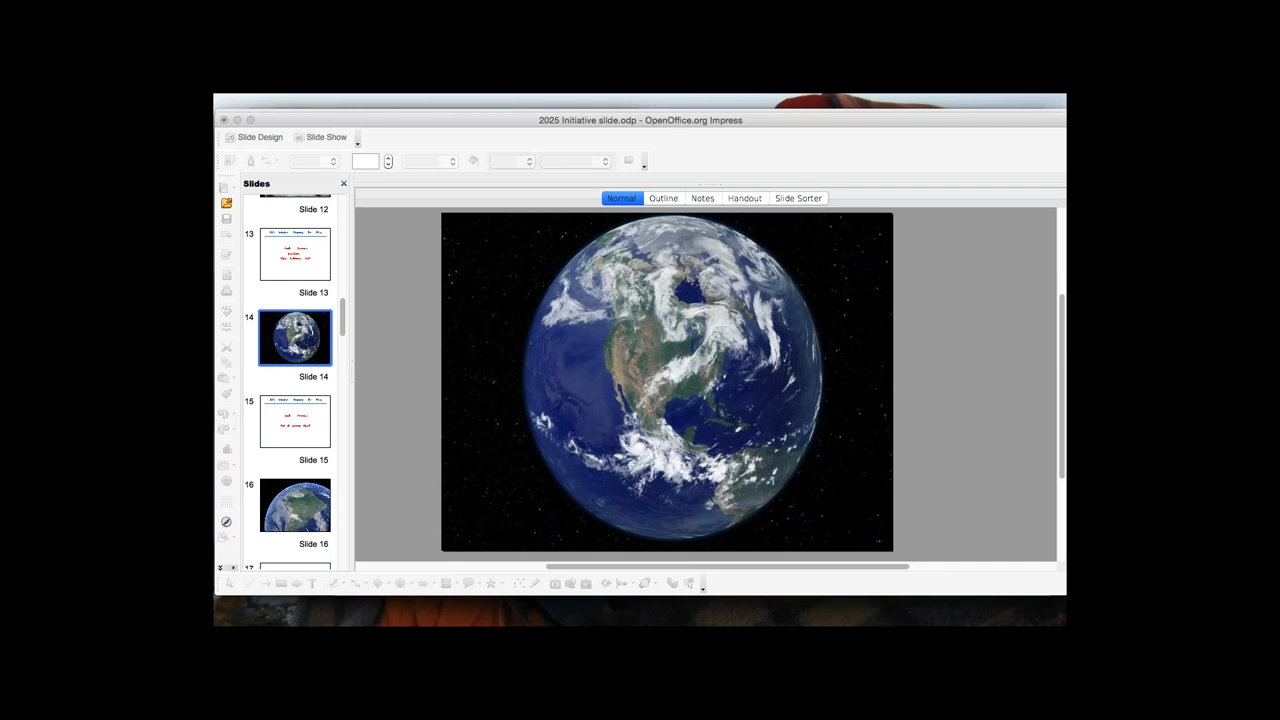 2025 Initiative slide.odp - OpenOffice.org Impress
Slide Design Slide Show
Slides
Normal Outline Notes Handout Slide Sorter
Slide 12
13
Slide 13
14
Slide 14
15
Slide 15
16
Slide 16